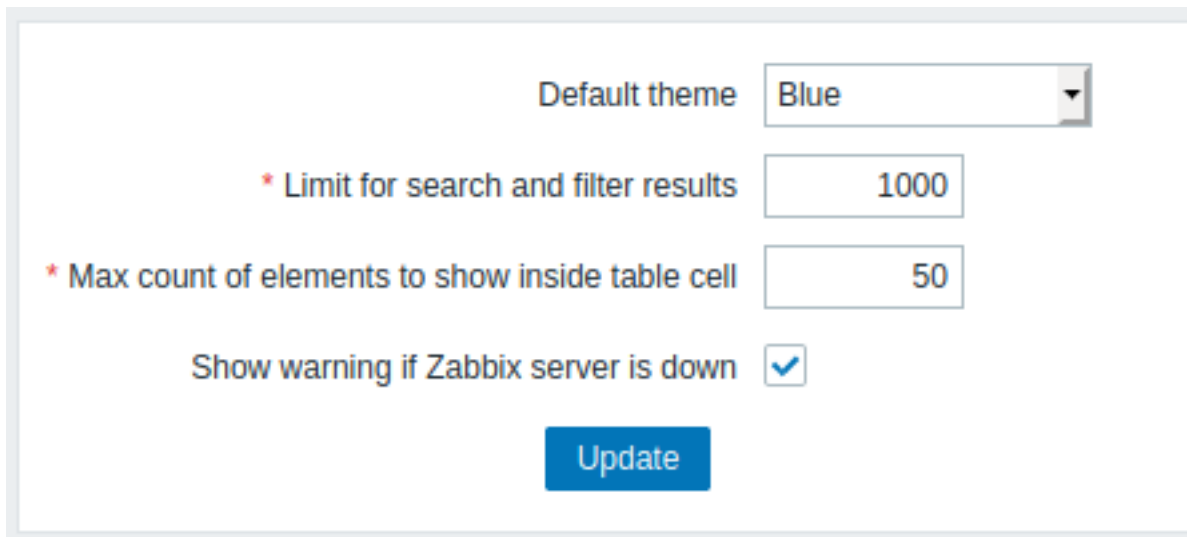 Default theme Blue
* Limit for search and filter results 1000
* Max count of elements to show inside table cell 50
Show warning if Zabbix server is down
Update